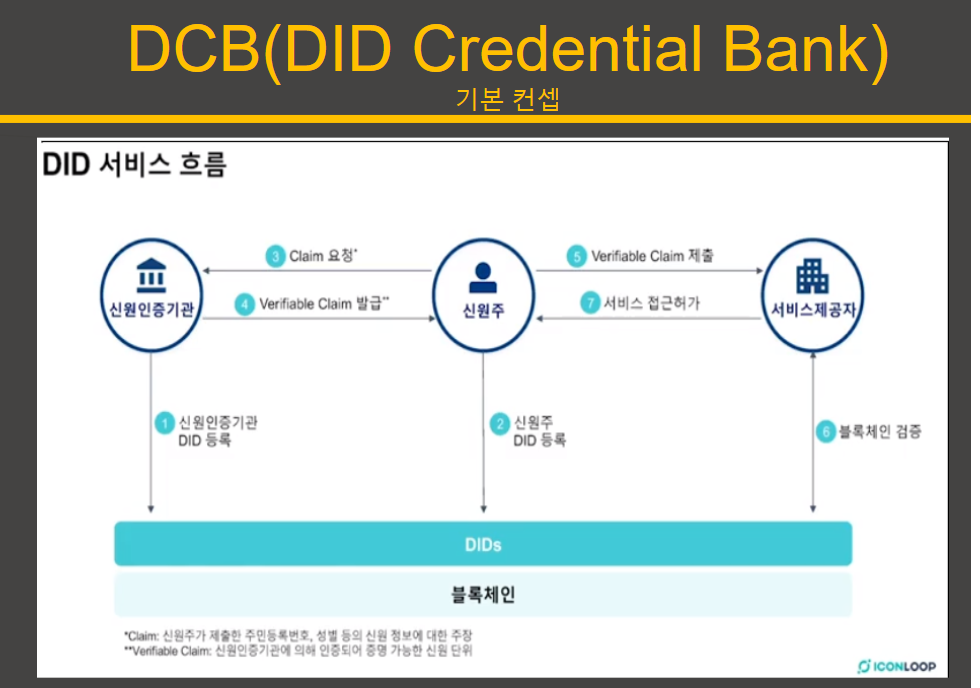 DCB(DID Credential Bank)
기본 컨셉
DID 서비스 흐름
3 Claim 요청*
5 Verifiable Claim 제출
신원인증기관
4 Verifiable Claim 발급**
신원주
7 서비스 접근허가
서비스제공자
1 신원인증기관
DID 등록
2 신원주
DID 등록
6 블록체인 검증
DIDs
블록체인
*Claim: 신원주가 제출한 주민등록번호, 성별 등의 신원 정보에 대한 주장
**Verifiable Claim: 신원인증기관에 의해 인증되어 증명 가능한 신원 단위
ICONLOOP